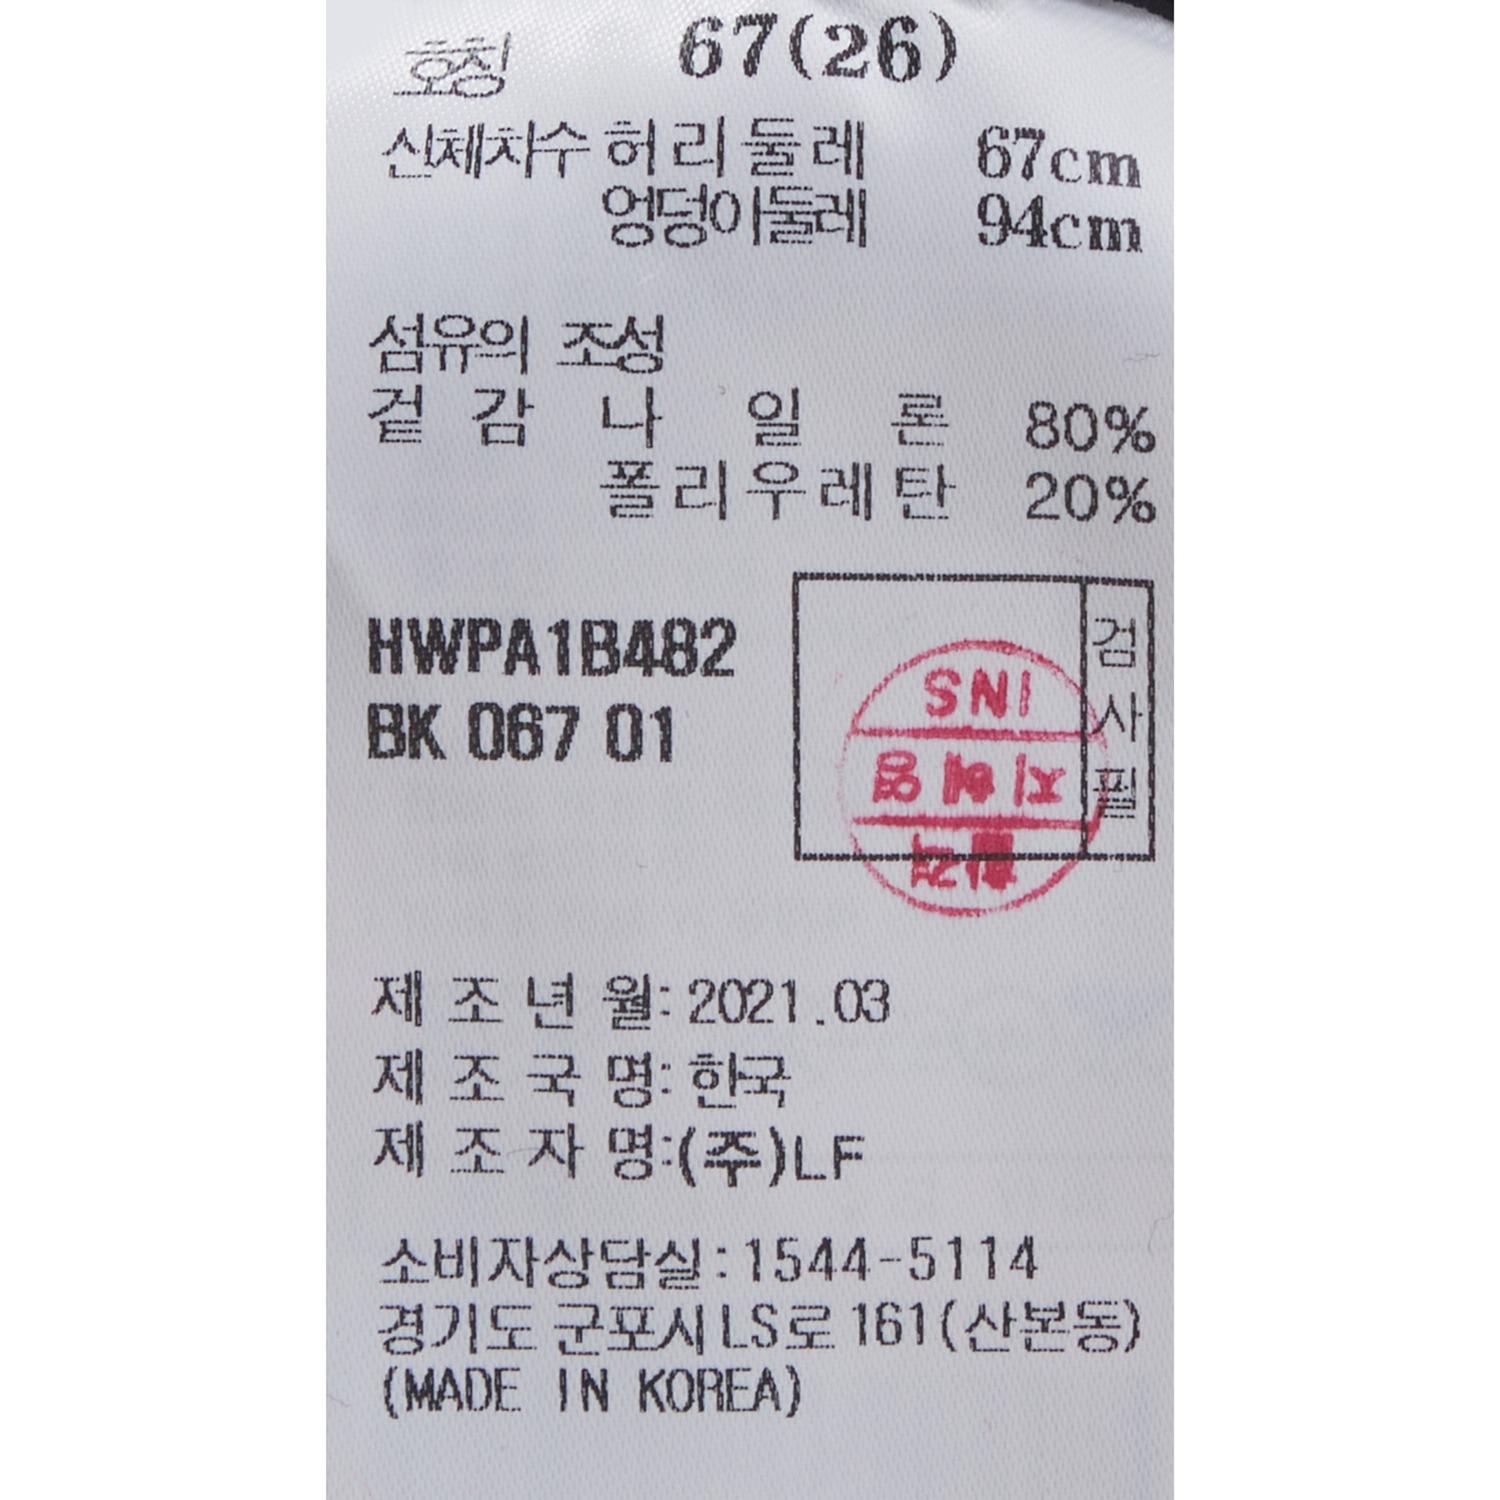 호칭 67(26)
신체치수 허리둘레 67cm
엉덩이둘레 94cm
섬유의 조성
겉감 나일론 80%
폴리우레탄 20%
HWPA1B482
BK 067 01
검사필
INS
합격
제조년월: 2021.03
제조국명: 한국
제조자명:(주)LF
소비자상담실:1544-5114
경기도 군포시 LS로 161(산본동)
(MADE IN KOREA)